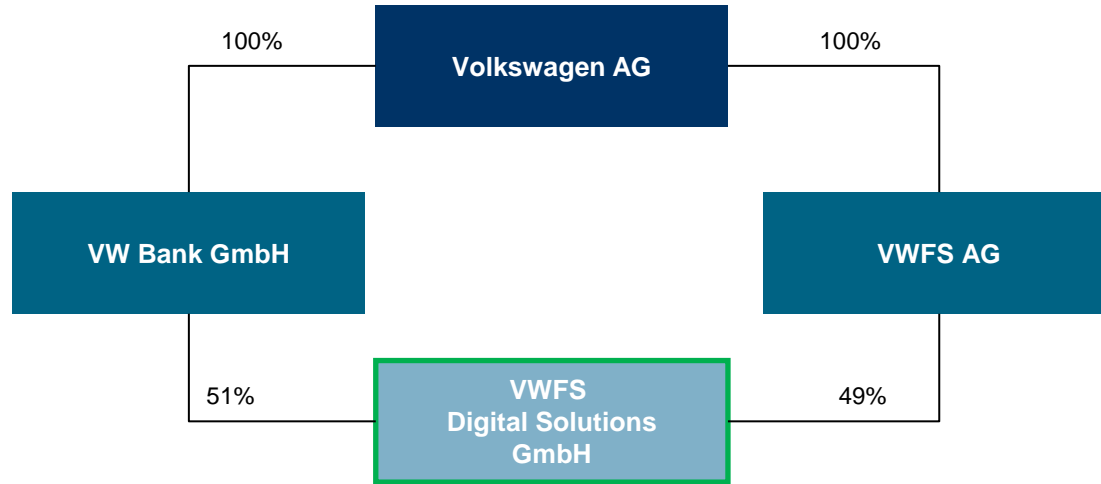 100%
Volkswagen AG
100%
VW Bank GmbH
VWFS AG
51%
VWFS
Digital Solutions
GmbH
49%